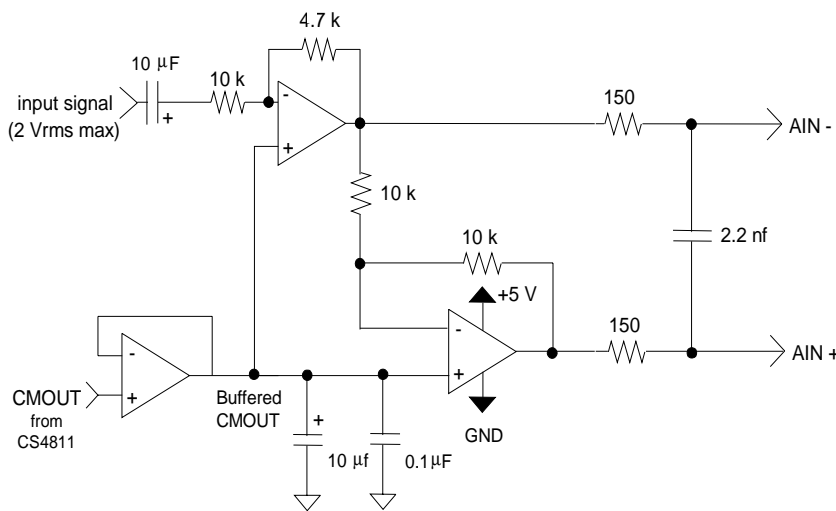 4.7 k
10 µF
10 k
-
input signal
(2 Vrms max)
+
+
150
AIN -
10 k
2.2 nf
10 k
+5 V
-
-
+
150
AIN +
CMOUT
from
CS4811
+
Buffered
CMOUT
+
10 µf
0.1µF
GND